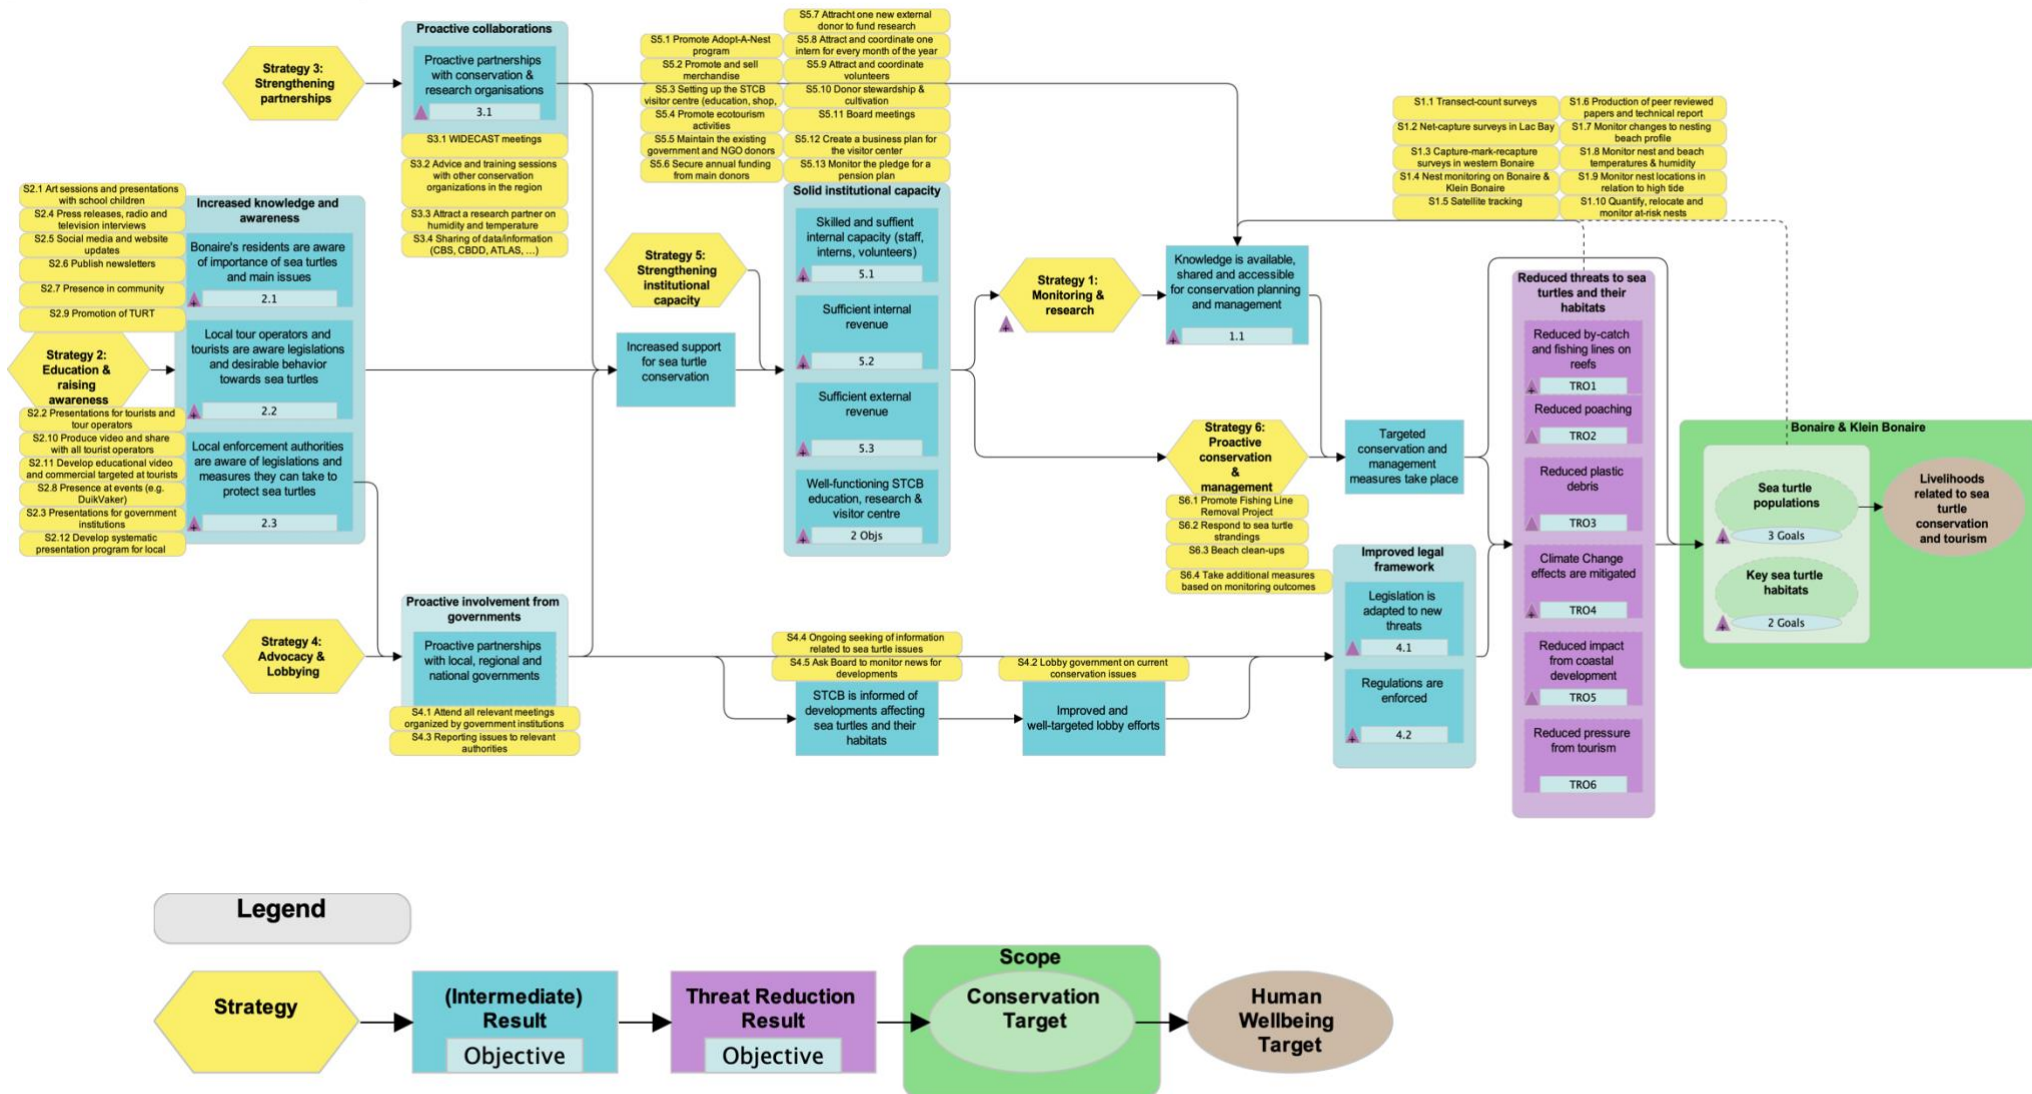 Strategy 3:
Strengthening
partnerships
Proactive collaborations
Proactive partnerships
with conservation &
research organisations
3.1
S3.1 WIDECAST meetings
S3.2 Advice and training sessions
with other conservation
organizations in the region
S3.3 Attract a research partner on
humidity and temperature
S3.4 Sharing of data/information
(CBS, CBDD, ATLAS, ...)
S5.1 Promote Adopt-A-Nest
program
S5.2 Promote and sell
merchandise
S5.3 Setting up the STCB
visitor centre (education, shop,
S5.4 Promote ecotourism
activities
S5.5 Maintain the existing
government and NGO donors
S5.6 Secure annual funding
from main donors
S5.7 Attracht one new external
donor to fund research
S5.8 Attract and coordinate one
intern for every month of the year
S5.9 Attract and coordinate
volunteers
S5.10 Donor stewardship &
cultivation
S5.11 Board meetings
S5.12 Create a business plan for
the visitor center
S5.13 Monitor the pledge for a
pension plan
S1.1 Transect-count surveys
S1.2 Net-capture surveys in Lac Bay
S1.3 Capture-mark-recapture
surveys in western Bonaire
S1.4 Nest monitoring on Bonaire &
Klein Bonaire
S1.5 Satellite tracking
S1.6 Production of peer reviewed
papers and technical report
S1.7 Monitor changes to nesting
beach profile
S1.8 Monitor nest and beach
temperatures & humidity
S1.9 Monitor nest locations in
relation to high tide
S1.10 Quantify, relocate and
monitor at-risk nests
S2.1 Art sessions and presentations
with school children
S2.4 Press releases, radio and
television interviews
S2.5 Social media and website
updates
S2.6 Publish newsletters
S2.7 Presence in community
S2.9 Promotion of TURT
Strategy 2:
Education &
raising
awareness
S2.2 Presentations for tourists and
tour operators
S2.10 Produce video and share
with all tourist operators
S2.11 Develop educational video
and commercial targeted at tourists
S2.8 Presence at events (e.g.
DuikVaker)
S2.3 Presentations for government
institutions
S2.12 Develop systematic
presentation program for local
Increased knowledge and
awareness
Bonaire's residents are aware
of importance of sea turtles
and main issues
2.1
Local tour operators and
tourists are aware legislations
and desirable behavior
towards sea turtles
2.2
Local enforcement authorities
are aware of legislations and
measures they can take to
protect sea turtles
2.3
Strategy 5:
Strengthening
institutional
capacity
Increased support
for sea turtle
conservation
Solid institutional capacity
Skilled and suffient
internal capacity (staff,
interns, volunteers)
5.1
Sufficient internal
revenue
5.2
Sufficient external
revenue
5.3
Well-functioning STCB
education, research &
visitor centre
2 Objs
Strategy 1:
Monitoring &
research
Knowledge is available,
shared and accessible
for conservation planning
and management
1.1
Strategy 6:
Proactive
conservation
&
management
S6.1 Promote Fishing Line
Removal Project
S6.2 Respond to sea turtle
strandings
S6.3 Beach clean-ups
S6.4 Take additional measures
based on monitoring outcomes
Targeted
conservation and
management
measures take place
Strategy 4:
Advocacy &
Lobbying
Proactive involvement from
governments
Proactive partnerships
with local, regional and
national governments
S4.1 Attend all relevant meetings
organized by government institutions
S4.3 Reporting issues to relevant
authorities
S4.4 Ongoing seeking of information
related to sea turtle issues
S4.5 Ask Board to monitor news for
developments
STCB is informed of
developments affecting
sea turtles and their
habitats
S4.2 Lobby government on current
conservation issues
Improved and
well-targeted lobby efforts
Improved legal
framework
Legislation is
adapted to new
threats
4.1
Regulations are
enforced
4.2
Reduced threats to sea
turtles and their
habitats
Reduced by-catch
and fishing lines on
reefs
TRO1
Reduced poaching
TRO2
Reduced plastic
debris
TRO3
Climate Change
effects are mitigated
TRO4
Reduced impact
from coastal
development
TRO5
Reduced pressure
from tourism
TRO6
Bonaire & Klein Bonaire
Sea turtle
populations
3 Goals
Key sea turtle
habitats
2 Goals
Livelihoods
related to sea
turtle
conservation
and tourism
Legend
Strategy
(Intermediate)
Result
Objective
Threat Reduction
Result
Objective
Scope
Conservation
Target
Human
Wellbeing
Target